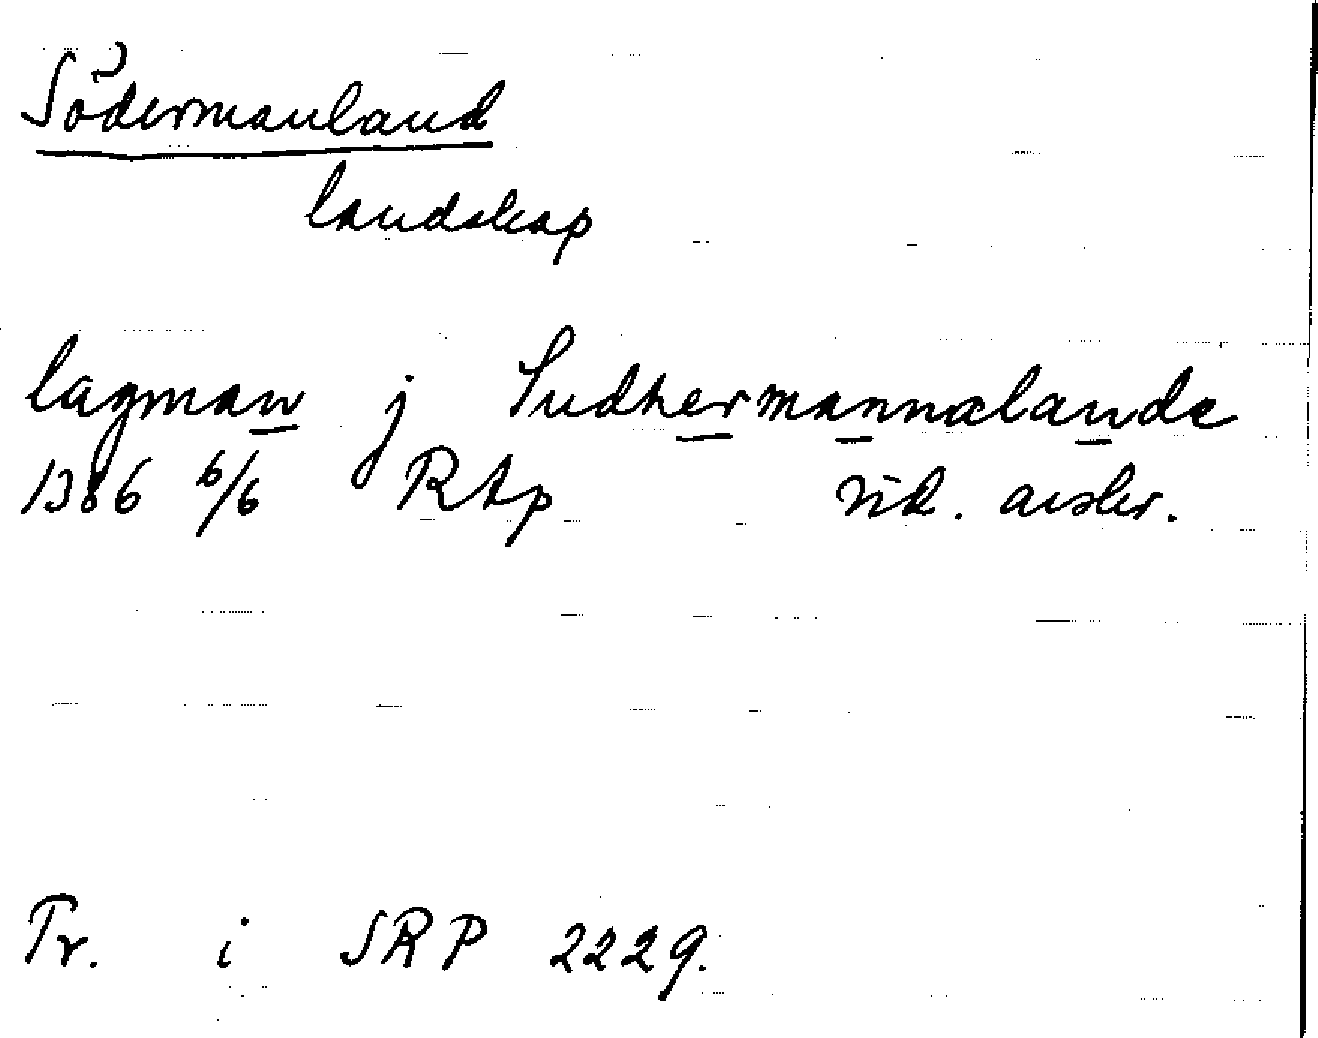 Södermanland
landskap
lagman j Sudhermannalande
1386 6/6 RAp vid. avskr.
Tr. i SRP 2229.